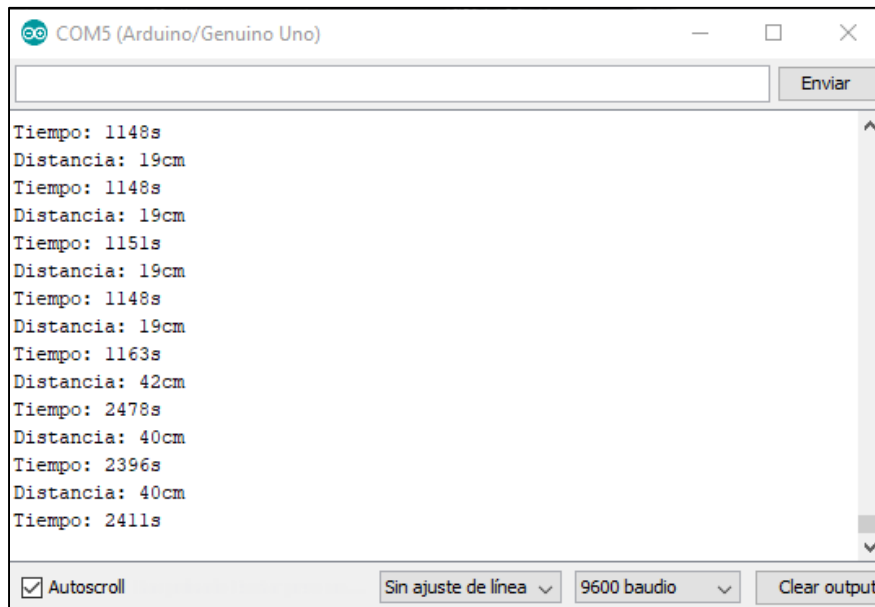 COM5 (Arduino/Genuino Uno)
Enviar
Tiempo: 1148s
Distancia: 19cm
Tiempo: 1148s
Distancia: 19cm
Tiempo: 1151s
Distancia: 19cm
Tiempo: 1148s
Distancia: 19cm
Tiempo: 1163s
Distancia: 42cm
Tiempo: 2478s
Distancia: 40cm
Tiempo: 2396s
Distancia: 40cm
Tiempo: 2411s
Autoscroll Sin ajuste de línea 9600 baudio Clear output